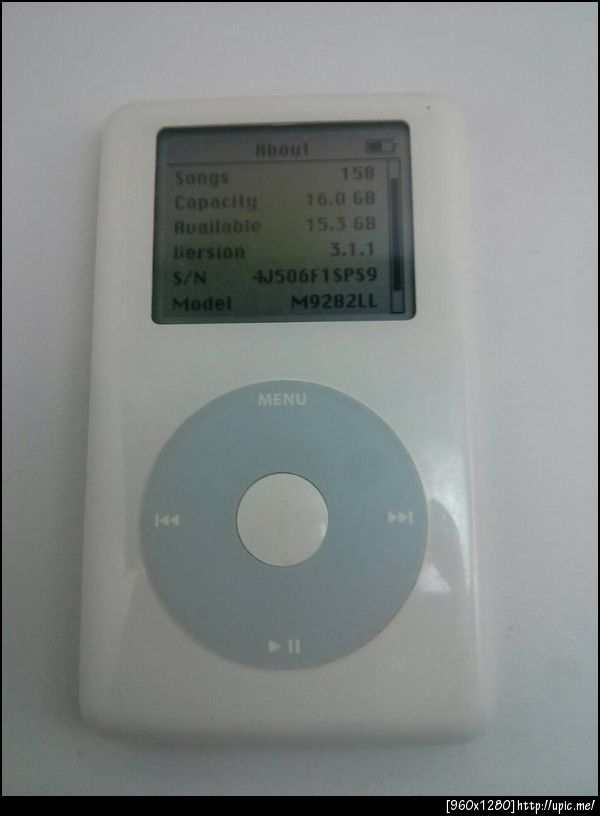 About
Songs 158
Capacity 16.0 GB
Available 15.3 GB
Version 3.1.1
S/N 4J506F1SPS9
Model M9282LL
MENU
[960x1280]http://upic.me/